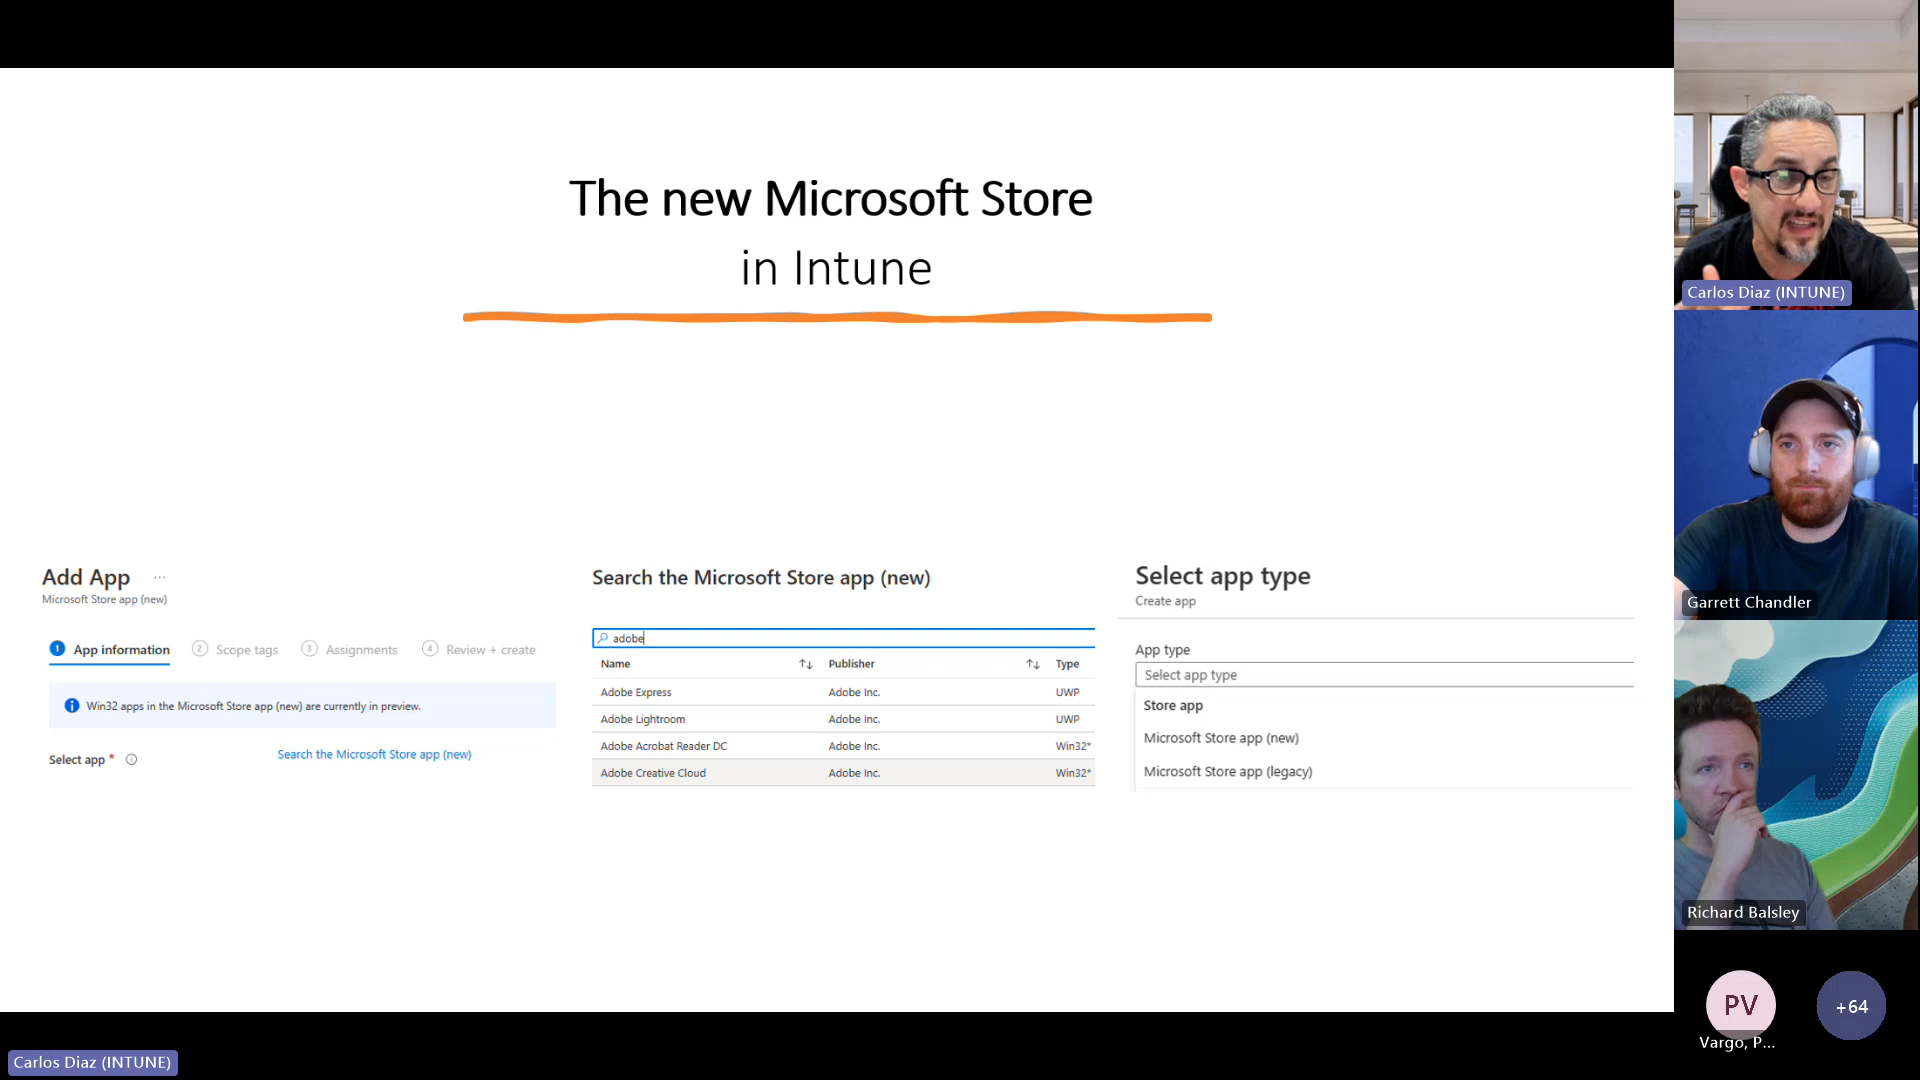 The new Microsoft Store
in Intune
Add App ...
Microsoft Store app (new)
1 App information 2 Scope tags 3 Assignments 4 Review + create
Win32 apps in the Microsoft Store app (new) are currently in preview.
Select app * Search the Microsoft Store app (new)
Search the Microsoft Store app (new)
adobe
Name Publisher Type
Adobe Express Adobe Inc. UWP
Adobe Lightroom Adobe Inc. UWP
Adobe Acrobat Reader DC Adobe Inc. Win32*
Adobe Creative Cloud Adobe Inc. Win32*
Select app type
Create app
App type
Select app type
Store app
Microsoft Store app (new)
Microsoft Store app (legacy)
Carlos Diaz (INTUNE)
Garrett Chandler
Richard Balsley
PV
Vargo, P...
+64
Carlos Diaz (INTUNE)